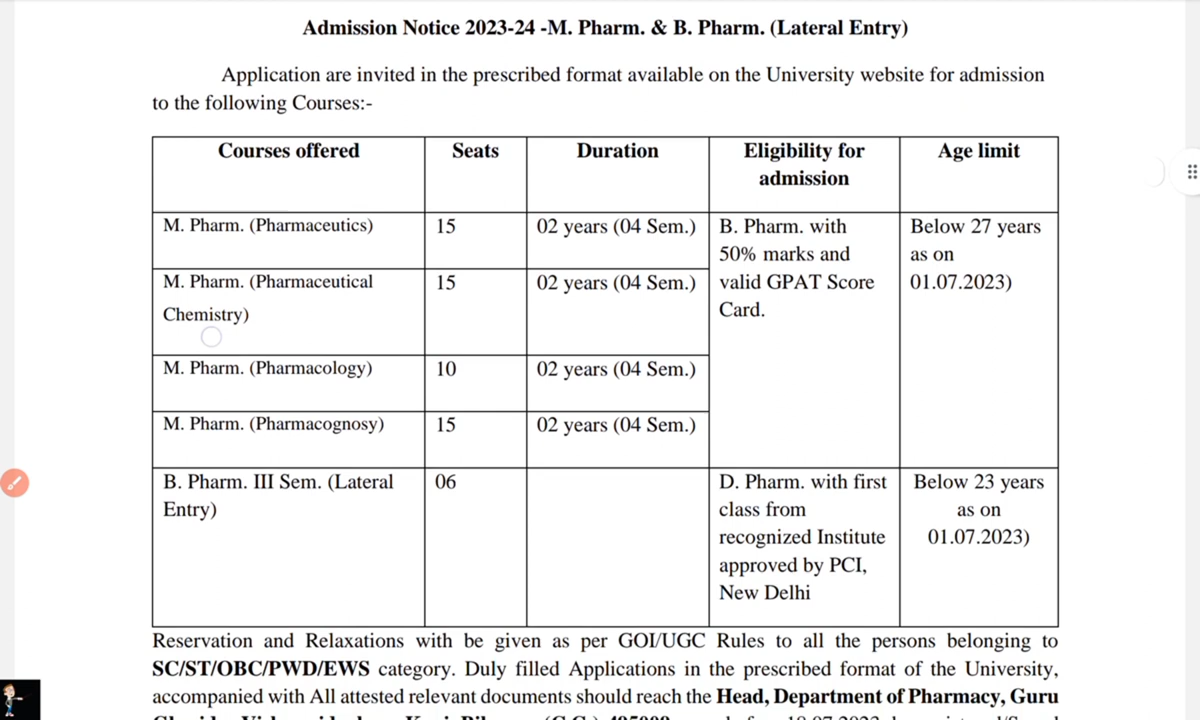 Admission Notice 2023-24 -M. Pharm. & B. Pharm. (Lateral Entry)
Application are invited in the prescribed format available on the University website for admission
to the following Courses:-
Courses offered Seats Duration Eligibility for admission Age limit
M. Pharm. (Pharmaceutics) 15 02 years (04 Sem.) B. Pharm. with Below 27 years
50% marks and as on
M. Pharm. (Pharmaceutical 15 02 years (04 Sem.) valid GPAT Score 01.07.2023)
Chemistry) Card.
M. Pharm. (Pharmacology) 10 02 years (04 Sem.)
M. Pharm. (Pharmacognosy) 15 02 years (04 Sem.)
B. Pharm. III Sem. (Lateral 06 D. Pharm. with first Below 23 years
Entry) class from as on
recognized Institute 01.07.2023)
approved by PCI,
New Delhi
Reservation and Relaxations with be given as per GOI/UGC Rules to all the persons belonging to
SC/ST/OBC/PWD/EWS category. Duly filled Applications in the prescribed format of the University,
accompanied with All attested relevant documents should reach the Head, Department of Pharmacy, Guru